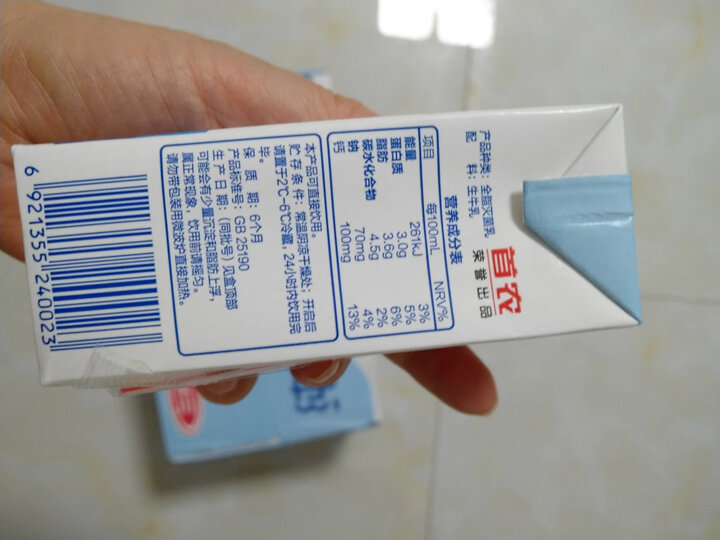 产品种类：全脂灭菌乳
配 料：生牛乳
营养成分表
项目 每100mL NRV%
能量 261kJ 3%
蛋白质 3.0g 5%
脂肪 3.6g 6%
碳水化合物 4.5g 2%
钠 70mg 4%
钙 100mg 13%
首农
荣誉出品
本产品可直接饮用。
贮存条件：常温阴凉干燥处；开启后
请置于2℃~6℃冷藏，24小时内饮用完
毕。
保 质 期：6个月
产品标准号：GB 25190
生产日期：(同批号) 见盒顶部
可能会有少量沉淀和脂肪上浮，
属正常现象，饮用前请摇匀。
请勿带包装用微波炉直接加热。
6 921355 240023